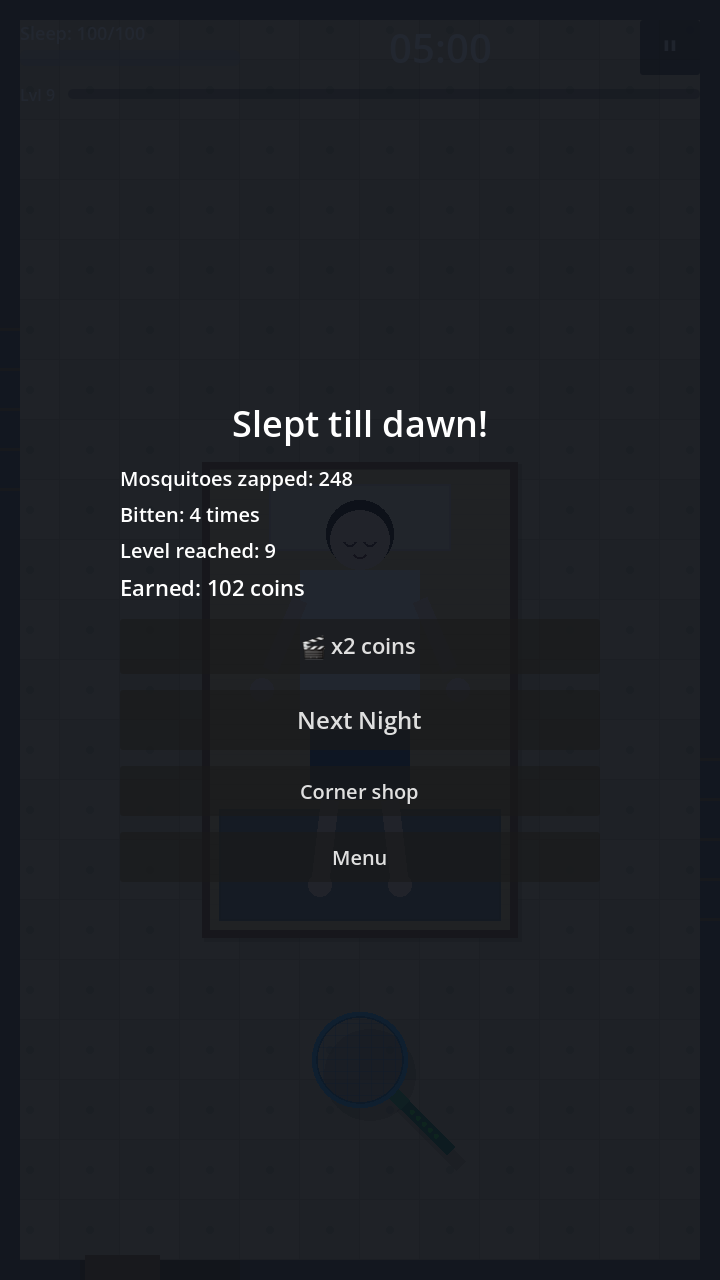 Sleep: 100/100
05:00
Lvl 9
Slept till dawn!
Mosquitoes zapped: 248
Bitten: 4 times
Level reached: 9
Earned: 102 coins
🎬 x2 coins
Next Night
Corner shop
Menu